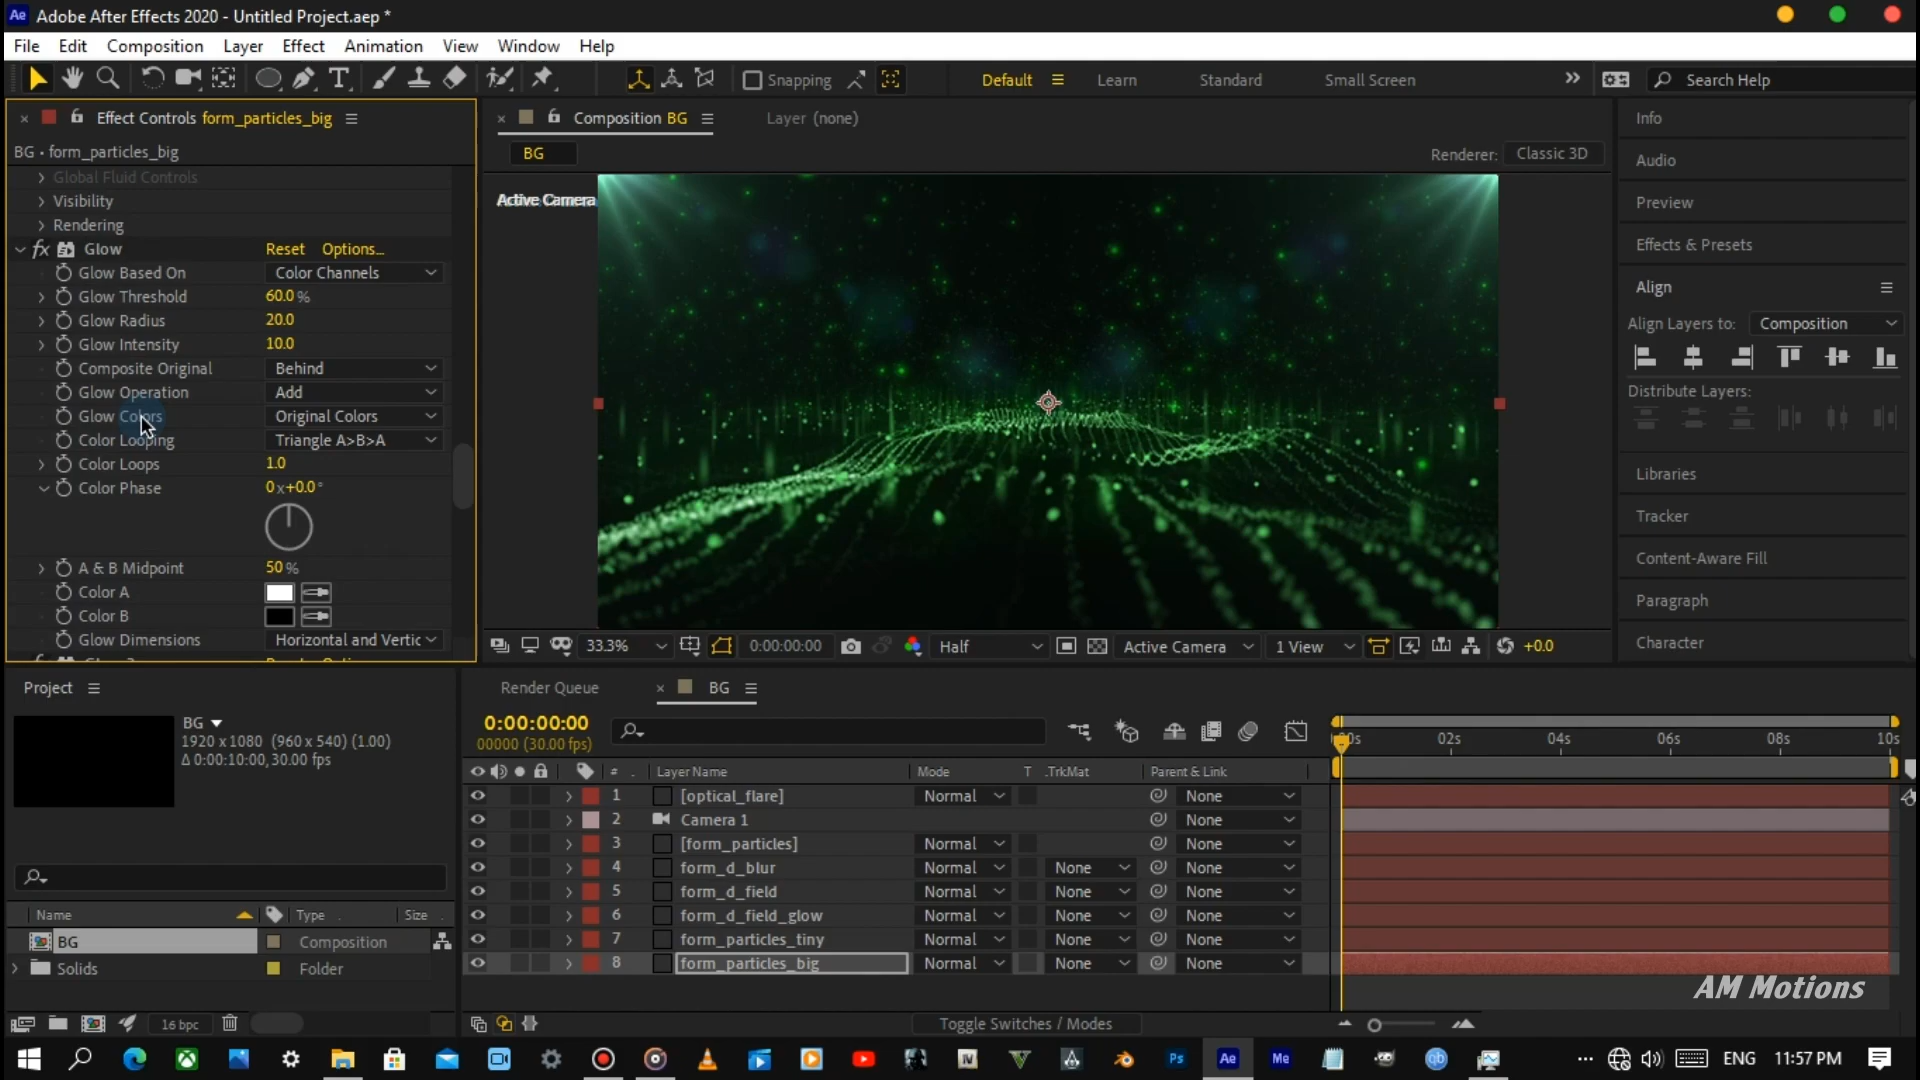 Ae Adobe After Effects 2020 - Untitled Project.aep *
File Edit Composition Layer Effect Animation View Window Help
Snapping Default Learn Standard Small Screen Search Help
Effect Controls form_particles_big
BG • form_particles_big
Global Fluid Controls
Visibility
Rendering
fx Glow Reset Options...
Glow Based On Color Channels
Glow Threshold 60.0 %
Glow Radius 20.0
Glow Intensity 10.0
Composite Original Behind
Glow Operation Add
Glow Colors Original Colors
Color Looping Triangle A>B>A
Color Loops 1.0
Color Phase 0x+0.0°
A & B Midpoint 50 %
Color A
Color B
Glow Dimensions Horizontal and Vertic
Composition BG
Layer (none)
BG
Renderer: Classic 3D
Active Camera
33.3% 0:00:00:00 Half Active Camera 1 View +0.0
Info
Audio
Preview
Effects & Presets
Align
Align Layers to: Composition
Distribute Layers:
Libraries
Tracker
Content-Aware Fill
Paragraph
Character
Project
BG
1920 x 1080 (960 x 540) (1.00)
Δ 0:00:10:00, 30.00 fps
Name Type Size
BG Composition
Solids Folder
16 bpc
Render Queue BG
0:00:00:00
00000 (30.00 fps)
02s 04s 06s 08s 10s
# Layer Name Mode T .TrkMat Parent & Link
1 [optical_flare] Normal None
2 Camera 1 None
3 [form_particles] Normal None
4 form_d_blur Normal None None
5 form_d_field Normal None None
6 form_d_field_glow Normal None None
7 form_particles_tiny Normal None None
8 form_particles_big Normal None None
AM Motions
Toggle Switches / Modes
Ps Ae Me qb ENG 11:57 PM